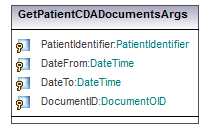 GetPatientCDADocumentsArgs
PatientIdentifier:PatientIdentifier
DateFrom:DateTime
DateTo:DateTime
DocumentID:DocumentOID